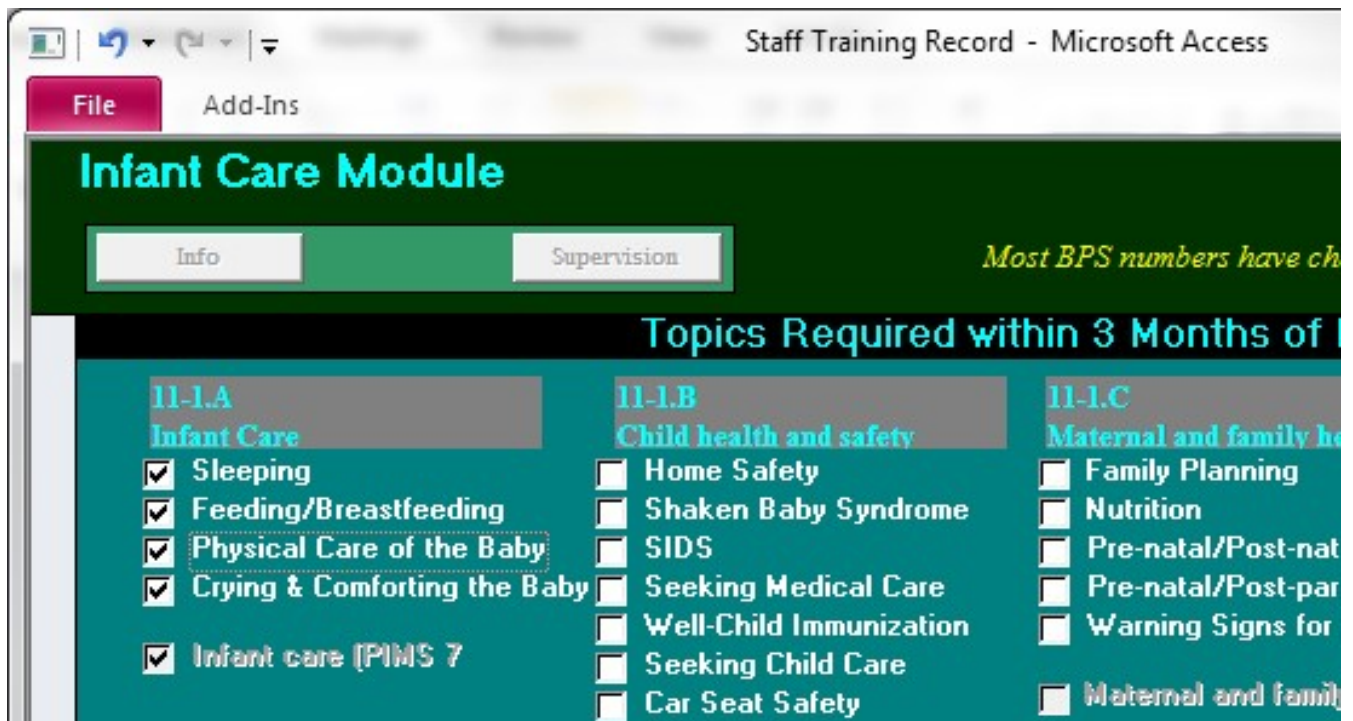 Staff Training Record - Microsoft Access
File Add-Ins
Infant Care Module
Info Supervision
Most BPS numbers have
Topics Required within 3 Months of
11-1.A
Infant Care
Sleeping
Feeding/Breastfeeding
Physical Care of the Baby
Crying & Comforting the Baby
Infant care (PIMS 7
11-1.B
Child health and safety
Home Safety
Shaken Baby Syndrome
SIDS
Seeking Medical Care
Well-Child Immunization
Seeking Child Care
Car Seat Safety
11-1.C
Maternal and family
Family Planning
Nutrition
Pre-natal/Post-nat
Pre-natal/Post-par
Warning Signs for
Maternal and family